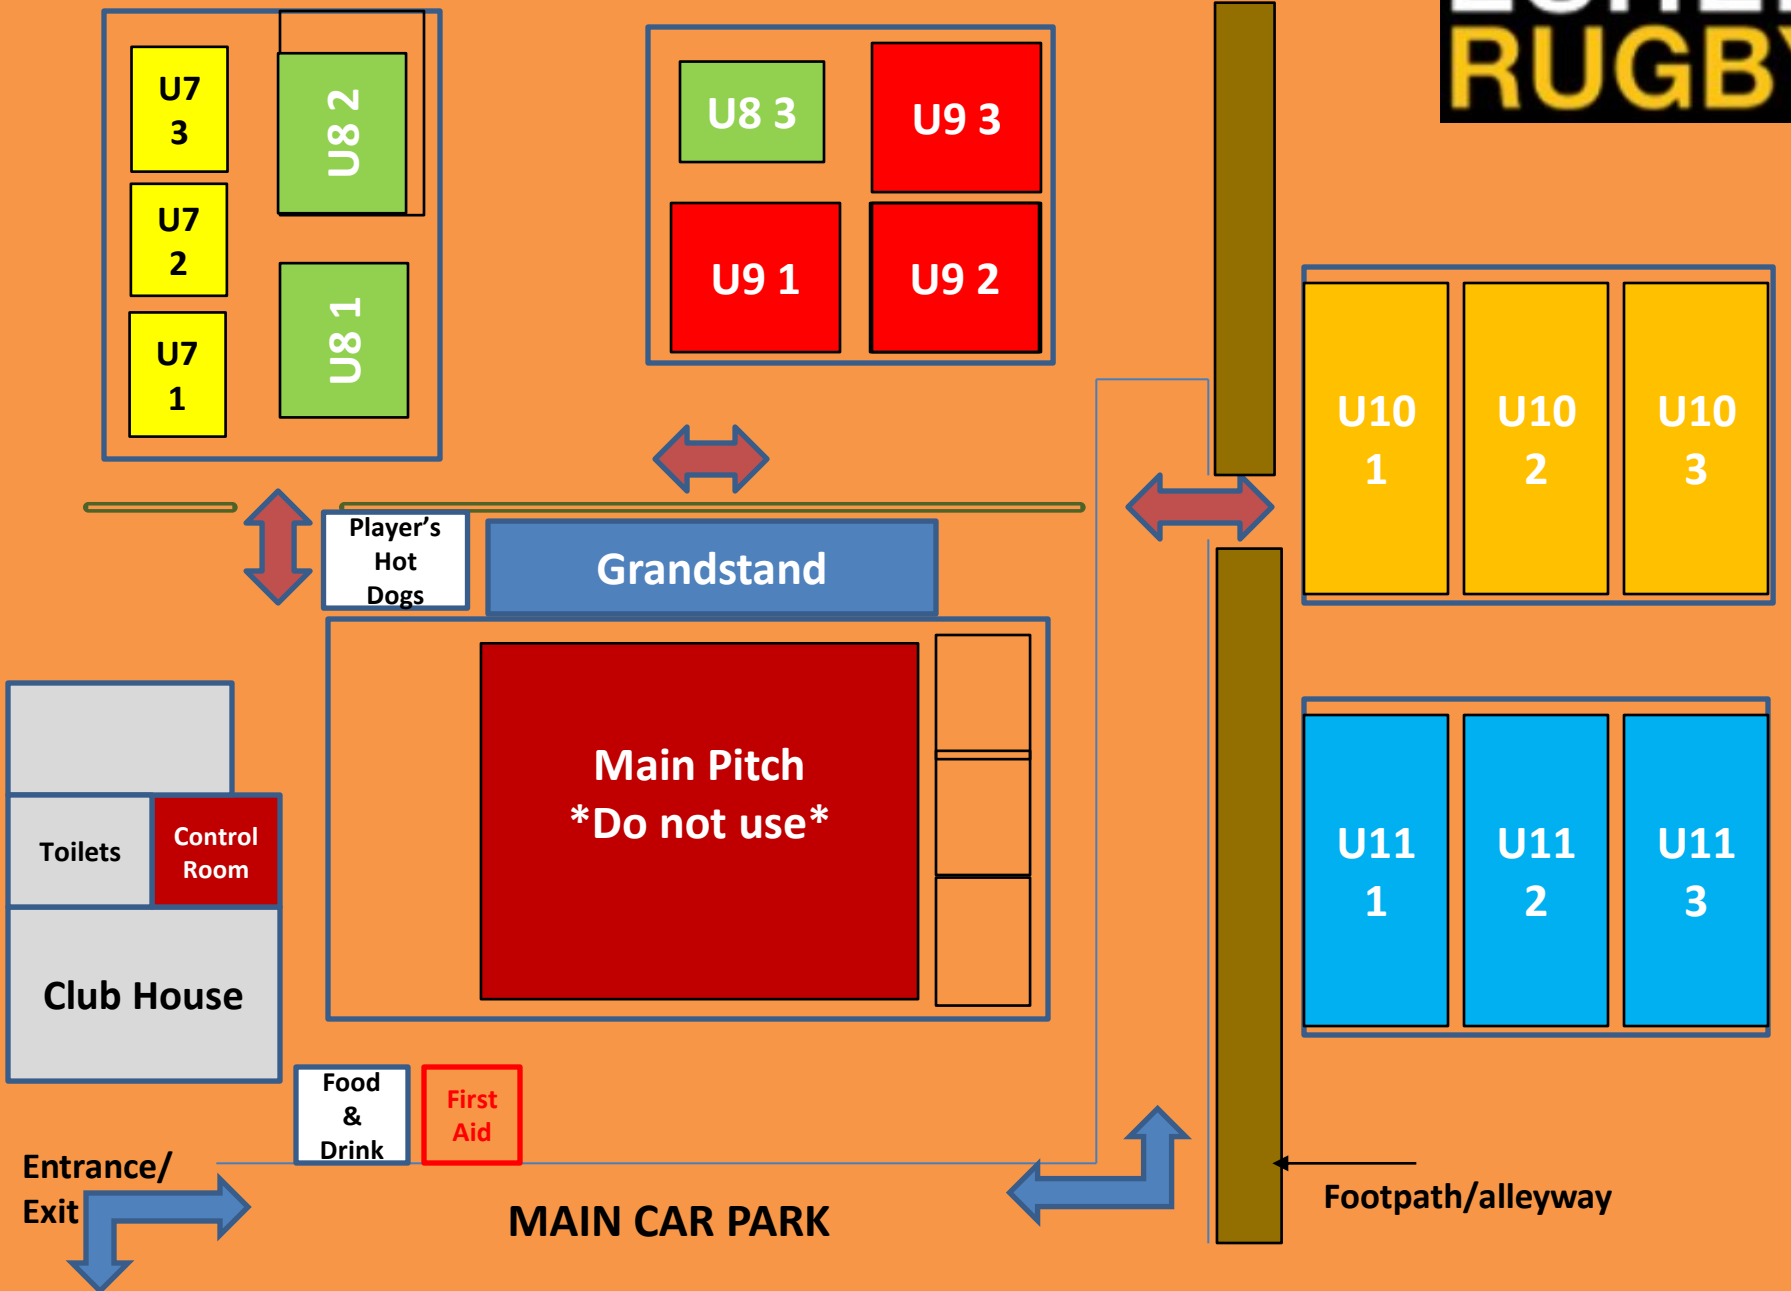 RUGBY
U7
3
U8 2
U8 3
U9 3
U7
2
U9 1
U9 2
U7
1
U8 1
U10
1
U10
2
U10
3
Player's
Hot
Dogs
Grandstand
Main Pitch
*Do not use*
Toilets
Control
Room
Club House
U11
1
U11
2
U11
3
Food
&
Drink
First
Aid
Entrance/
Exit
MAIN CAR PARK
Footpath/alleyway